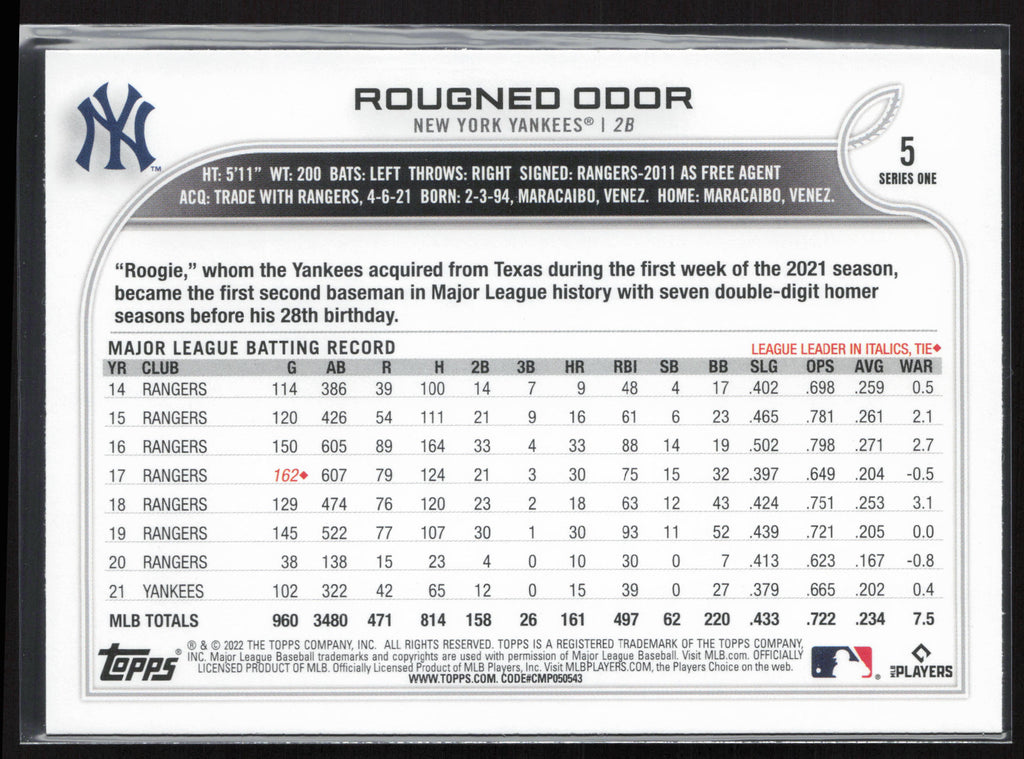 ROUGNED ODOR
NEW YORK YANKEES® | 2B
5
SERIES ONE
NY™
HT: 5'11" WT: 200 BATS: LEFT THROWS: RIGHT SIGNED: RANGERS-2011 AS FREE AGENT
ACQ: TRADE WITH RANGERS, 4-6-21 BORN: 2-3-94, MARACAIBO, VENEZ. HOME: MARACAIBO, VENEZ.
“Roogie,” whom the Yankees acquired from Texas during the first week of the 2021 season,
became the first second baseman in Major League history with seven double-digit homer
seasons before his 28th birthday.
MAJOR LEAGUE BATTING RECORD LEAGUE LEADER IN ITALICS, TIE♦
YR CLUB G AB R H 2B 3B HR RBI SB BB SLG OPS AVG WAR
14 RANGERS 114 386 39 100 14 7 9 48 4 17 .402 .698 .259 0.5
15 RANGERS 120 426 54 111 21 9 16 61 6 23 .465 .781 .261 2.1
16 RANGERS 150 605 89 164 33 4 33 88 14 19 .502 .798 .271 2.7
17 RANGERS 162♦ 607 79 124 21 3 30 75 15 32 .397 .649 .204 -0.5
18 RANGERS 129 474 76 120 23 2 18 63 12 43 .424 .751 .253 3.1
19 RANGERS 145 522 77 107 30 1 30 93 11 52 .439 .721 .205 0.0
20 RANGERS 38 138 15 23 4 0 10 30 0 7 .413 .623 .167 -0.8
21 YANKEES 102 322 42 65 12 0 15 39 0 27 .379 .665 .202 0.4
MLB TOTALS 960 3480 471 814 158 26 161 497 62 220 .433 .722 .234 7.5
Topps®
® & © 2022 THE TOPPS COMPANY, INC. ALL RIGHTS RESERVED. TOPPS IS A REGISTERED TRADEMARK OF THE TOPPS COMPANY,
INC. Major League Baseball trademarks and copyrights are used with permission of Major League Baseball. Visit MLB.com. OFFICIALLY
LICENSED PRODUCT OF MLB. Officially Licensed Product of MLB Players, Inc. Visit MLBPLAYERS.COM, the Players Choice on the web.
WWW.TOPPS.COM. CODE#CMP050543
MLB PLAYERS